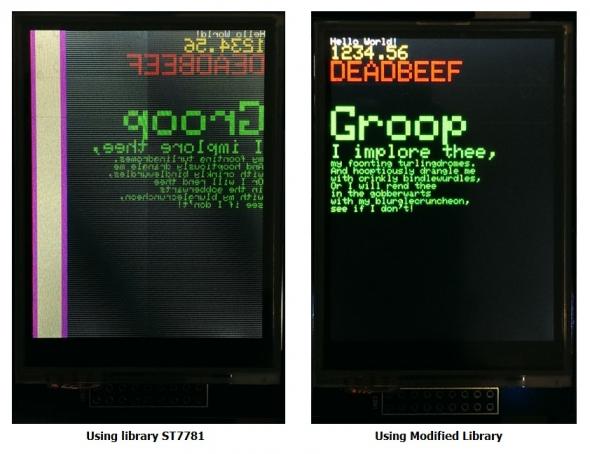 Hello World!
1234.56
DEADBEEF
Groop
I implore thee,
my foonting turlingdromes.
And hooptiously drangle me
with crinkly bindlewurdles,
Or I will rend thee
in the gobberwarts
with my blurglecruncheon,
see if I don't!
Using library ST7781
Hello World!
1234.56
DEADBEEF
Groop
I implore thee,
my foonting turlingdromes.
And hooptiously drangle me
with crinkly bindlewurdles,
Or I will rend thee
in the gobberwarts
with my blurglecruncheon,
see if I don't!
Using Modified Library